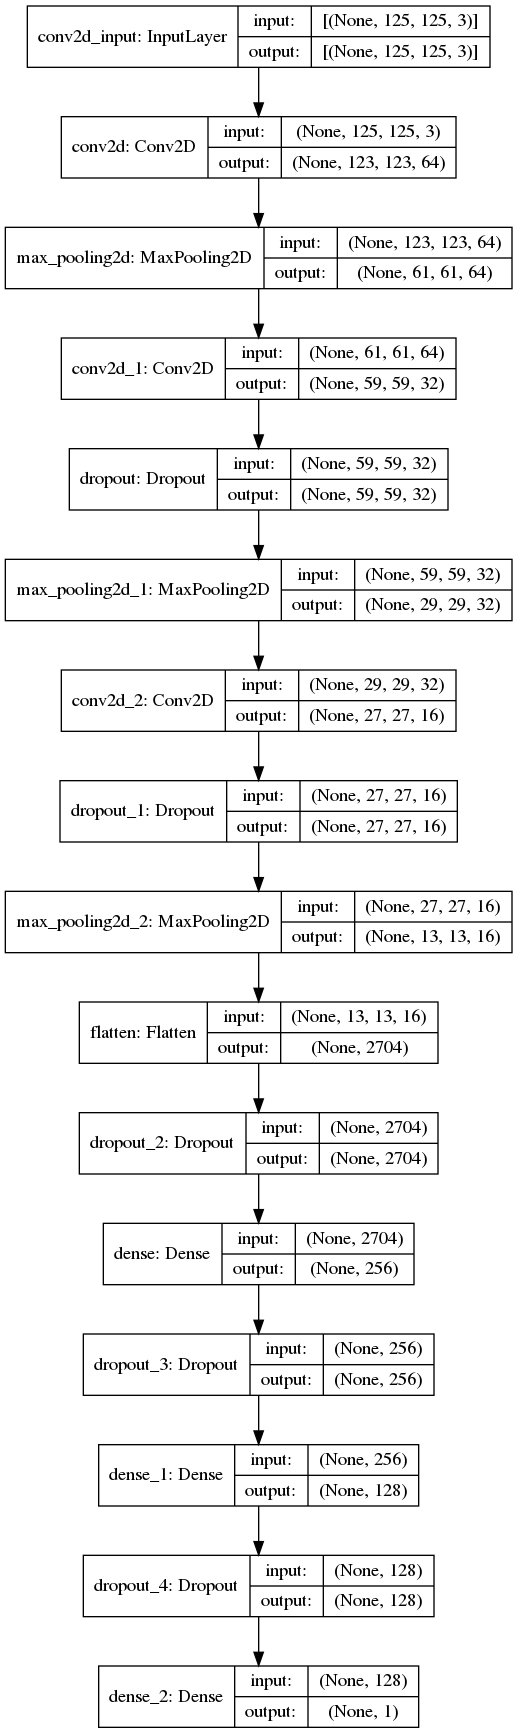 conv2d_input: InputLayer
input: [(None, 125, 125, 3)]
output: [(None, 125, 125, 3)]
conv2d: Conv2D
input: (None, 125, 125, 3)
output: (None, 123, 123, 64)
max_pooling2d: MaxPooling2D
input: (None, 123, 123, 64)
output: (None, 61, 61, 64)
conv2d_1: Conv2D
input: (None, 61, 61, 64)
output: (None, 59, 59, 32)
dropout: Dropout
input: (None, 59, 59, 32)
output: (None, 59, 59, 32)
max_pooling2d_1: MaxPooling2D
input: (None, 59, 59, 32)
output: (None, 29, 29, 32)
conv2d_2: Conv2D
input: (None, 29, 29, 32)
output: (None, 27, 27, 16)
dropout_1: Dropout
input: (None, 27, 27, 16)
output: (None, 27, 27, 16)
max_pooling2d_2: MaxPooling2D
input: (None, 27, 27, 16)
output: (None, 13, 13, 16)
flatten: Flatten
input: (None, 13, 13, 16)
output: (None, 2704)
dropout_2: Dropout
input: (None, 2704)
output: (None, 2704)
dense: Dense
input: (None, 2704)
output: (None, 256)
dropout_3: Dropout
input: (None, 256)
output: (None, 256)
dense_1: Dense
input: (None, 256)
output: (None, 128)
dropout_4: Dropout
input: (None, 128)
output: (None, 128)
dense_2: Dense
input: (None, 128)
output: (None, 1)